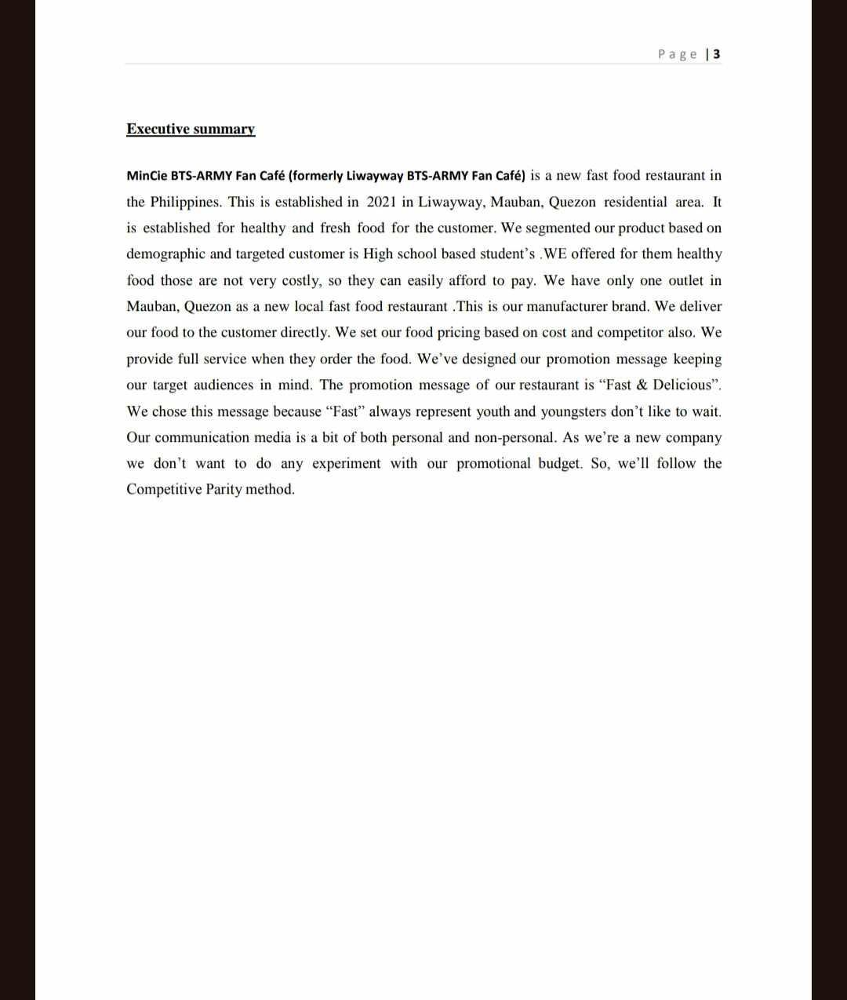 Page | 3
Executive summary
MinCie BTS-ARMY Fan Café (formerly Liwayway BTS-ARMY Fan Café) is a new fast food restaurant in
the Philippines. This is established in 2021 in Liwayway, Mauban, Quezon residential area. It
is established for healthy and fresh food for the customer. We segmented our product based on
demographic and targeted customer is High school based student’s .WE offered for them healthy
food those are not very costly, so they can easily afford to pay. We have only one outlet in
Mauban, Quezon as a new local fast food restaurant .This is our manufacturer brand. We deliver
our food to the customer directly. We set our food pricing based on cost and competitor also. We
provide full service when they order the food. We’ve designed our promotion message keeping
our target audiences in mind. The promotion message of our restaurant is “Fast & Delicious”.
We chose this message because “Fast” always represent youth and youngsters don’t like to wait.
Our communication media is a bit of both personal and non-personal. As we’re a new company
we don’t want to do any experiment with our promotional budget. So, we’ll follow the
Competitive Parity method.